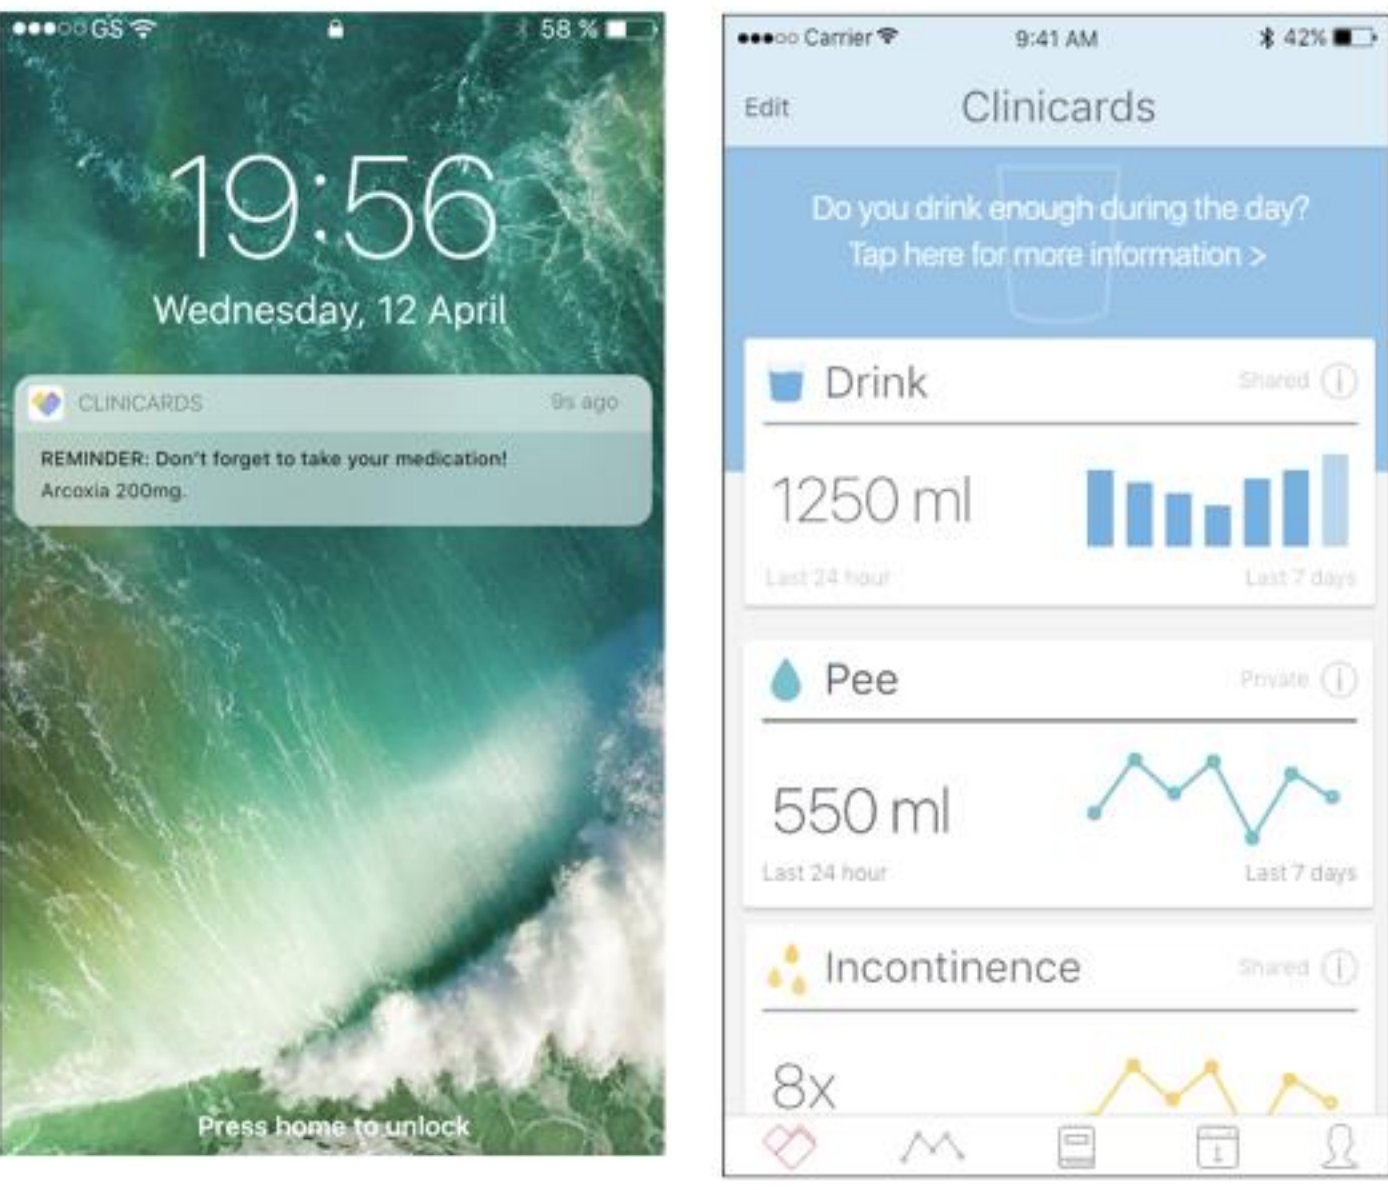 GS
58 %
19:56
Wednesday, 12 April
CLINICARDS
9s ago
REMINDER: Don't forget to take your medication!
Arcoxia 200mg.
Press home to unlock
Carrier
9:41 AM
42%
Edit
Clinicards
Do you drink enough during the day?
Tap here for more information >
Drink
Shared
1250 ml
Last 24 hour
Last 7 days
Pee
Private
550 ml
Last 24 hour
Last 7 days
Incontinence
Shared
8x
1